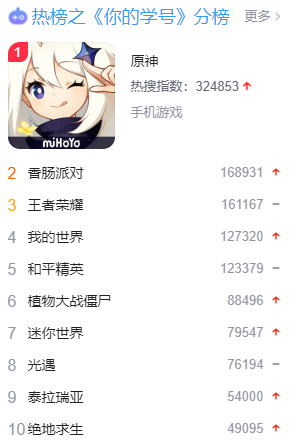 热榜之《你的学号》分榜 更多
1
原神
热搜指数：324853
手机游戏
miHoYo
2 香肠派对 168931
3 王者荣耀 161167
4 我的世界 127320
5 和平精英 123379
6 植物大战僵尸 88496
7 迷你世界 79547
8 光遇 76194
9 泰拉瑞亚 54000
10 绝地求生 49095